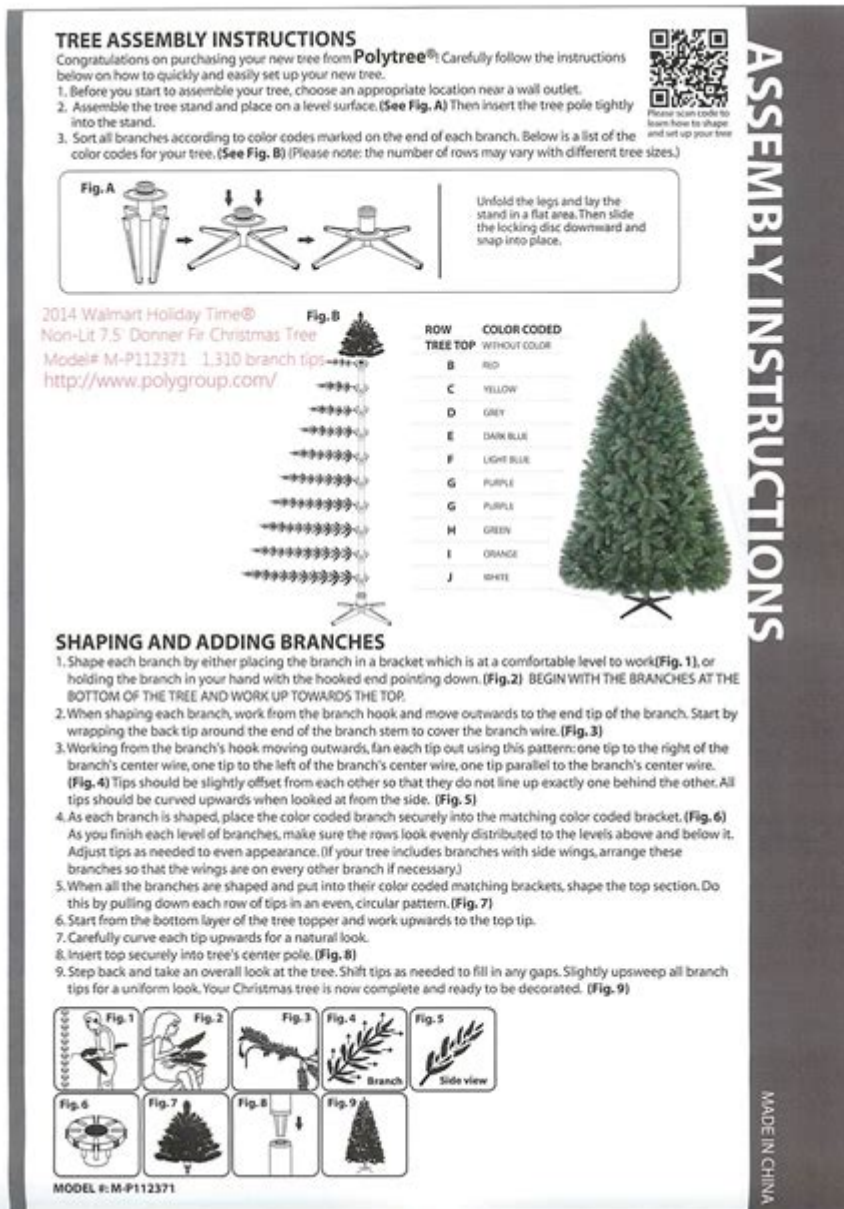 TREE ASSEMBLY INSTRUCTIONS
Congratulations on purchasing your new tree from Polytree®! Carefully follow the instructions
below on how to quickly and easily set up your new tree.
1. Before you start to assemble your tree, choose an appropriate location near a wall outlet.
2. Assemble the tree stand and place on a level surface. (See Fig. A) Then insert the tree pole tightly
into the stand.
3. Sort all branches according to color codes marked on the end of each branch. Below is a list of the
color codes for your tree. (See Fig. B) (Please note: the number of rows may vary with different tree sizes.)
Please scan code to
learn how to shape
and set up your tree
ASSEMBLY INSTRUCTIONS
Fig. A
Unfold the legs and lay the
stand in a flat area. Then slide
the locking disc downward and
snap into place.
2014 Walmart Holiday Time®
Non-Lit 7.5' Donner Fir Christmas Tree
Model# M-P112371 1,310 branch tips
http://www.polygroup.com/
Fig. B
ROW COLOR CODED
TREE TOP WITHOUT COLOR
B RED
C YELLOW
D GREY
E DARK BLUE
F LIGHT BLUE
G PURPLE
G PURPLE
H GREEN
I ORANGE
J WHITE
SHAPING AND ADDING BRANCHES
1. Shape each branch by either placing the branch in a bracket which is at a comfortable level to work(Fig. 1), or
holding the branch in your hand with the hooked end pointing down. (Fig.2) BEGIN WITH THE BRANCHES AT THE
BOTTOM OF THE TREE AND WORK UP TOWARDS THE TOP.
2. When shaping each branch, work from the branch hook and move outwards to the end tip of the branch. Start by
wrapping the back tip around the end of the branch stem to cover the branch wire. (Fig. 3)
3. Working from the branch's hook moving outwards, fan each tip out using this pattern: one tip to the right of the
branch's center wire, one tip to the left of the branch's center wire, one tip parallel to the branch's center wire.
(Fig. 4) Tips should be slightly offset from each other so that they do not line up exactly one behind the other. All
tips should be curved upwards when looked at from the side. (Fig. 5)
4. As each branch is shaped, place the color coded branch securely into the matching color coded bracket. (Fig. 6)
As you finish each level of branches, make sure the rows look evenly distributed to the levels above and below it.
Adjust tips as needed to even appearance. (If your tree includes branches with side wings, arrange these
branches so that the wings are on every other branch if necessary.)
5. When all the branches are shaped and put into their color coded matching brackets, shape the top section. Do
this by pulling down each row of tips in an even, circular pattern. (Fig. 7)
6. Start from the bottom layer of the tree topper and work upwards to the top tip.
7. Carefully curve each tip upwards for a natural look.
8. Insert top securely into tree's center pole. (Fig. 8)
9. Step back and take an overall look at the tree. Shift tips as needed to fill in any gaps. Slightly upsweep all branch
tips for a uniform look. Your Christmas tree is now complete and ready to be decorated. (Fig. 9)
Fig. 1
Fig. 2
Fig. 3
Fig. 4
Branch
Fig. 5
Side view
Fig. 6
Fig. 7
Fig. 8
Fig. 9
MODEL #: M-P112371
MADE IN CHINA